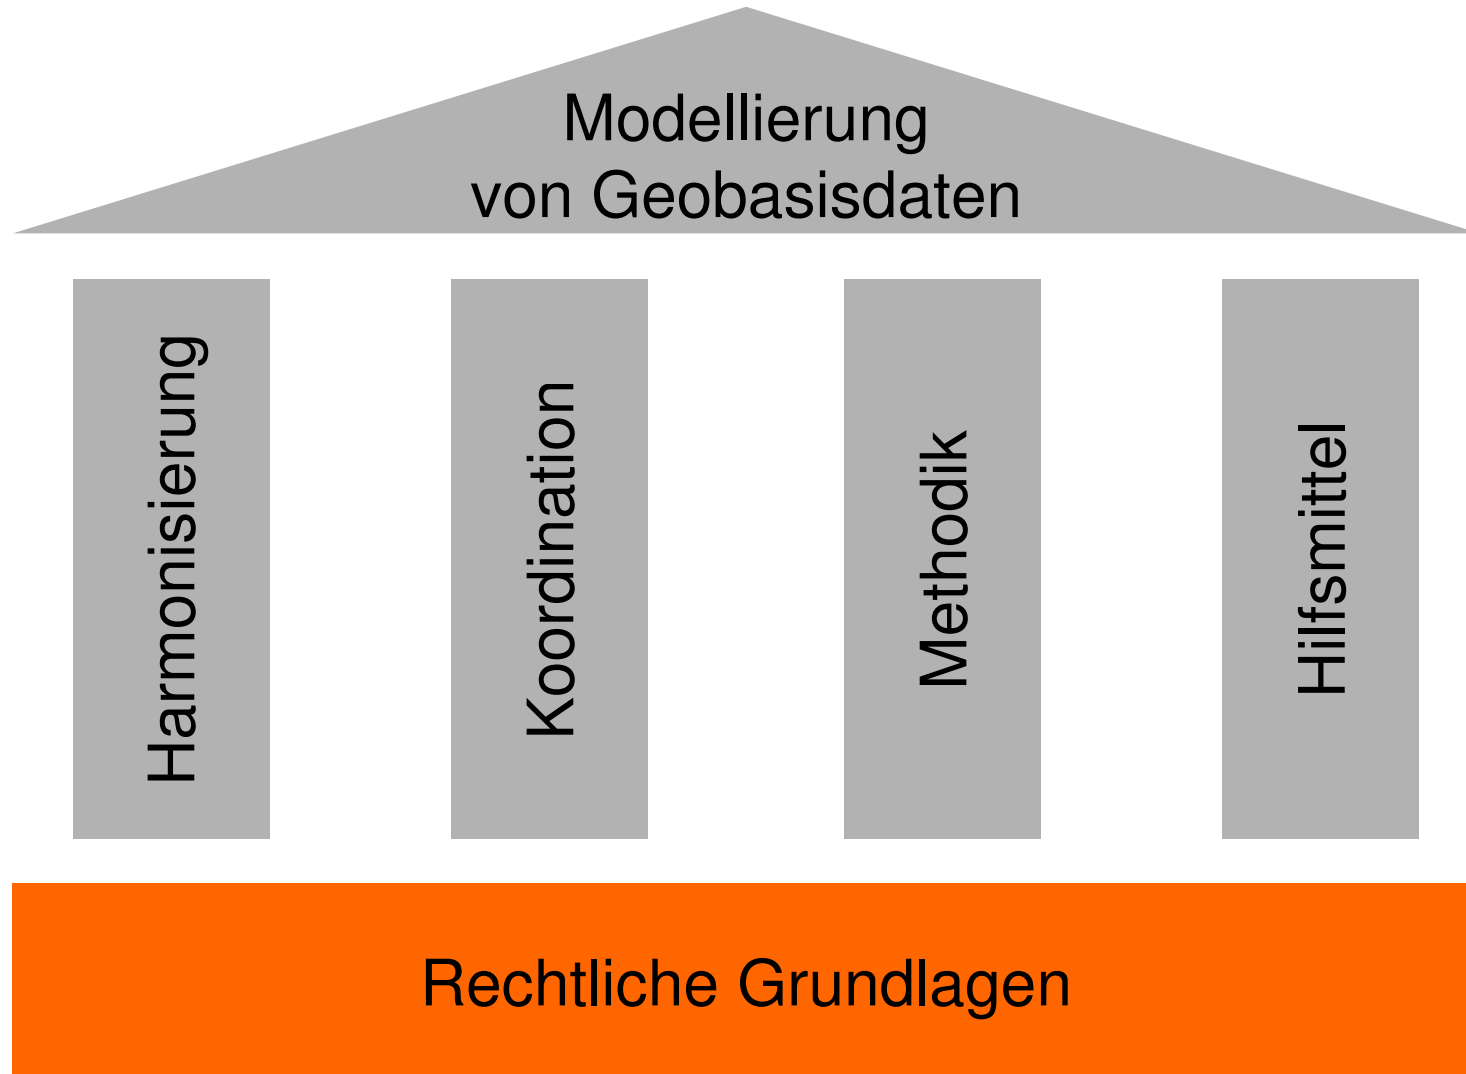 Modellierung
von Geobasisdaten
Harmonisierung
Koordination
Methodik
Hilfsmittel
Rechtliche Grundlagen